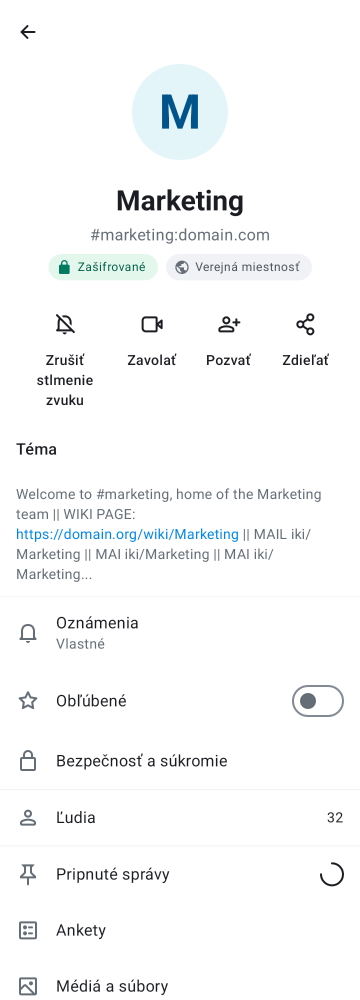 M
Marketing
#marketing:domain.com
Zašifrované
Verejná miestnosť
Zrušiť
stlmenie
zvuku
Zavolať
Pozvať
Zdieľať
Téma
Welcome to #marketing, home of the Marketing
team || WIKI PAGE:
https://domain.org/wiki/Marketing || MAIL iki/
Marketing || MAI iki/Marketing || MAI iki/
Marketing...
Oznámenia
Vlastné
Obľúbené
Bezpečnosť a súkromie
Ľudia 32
Pripnuté správy
Ankety
Médiá a súbory